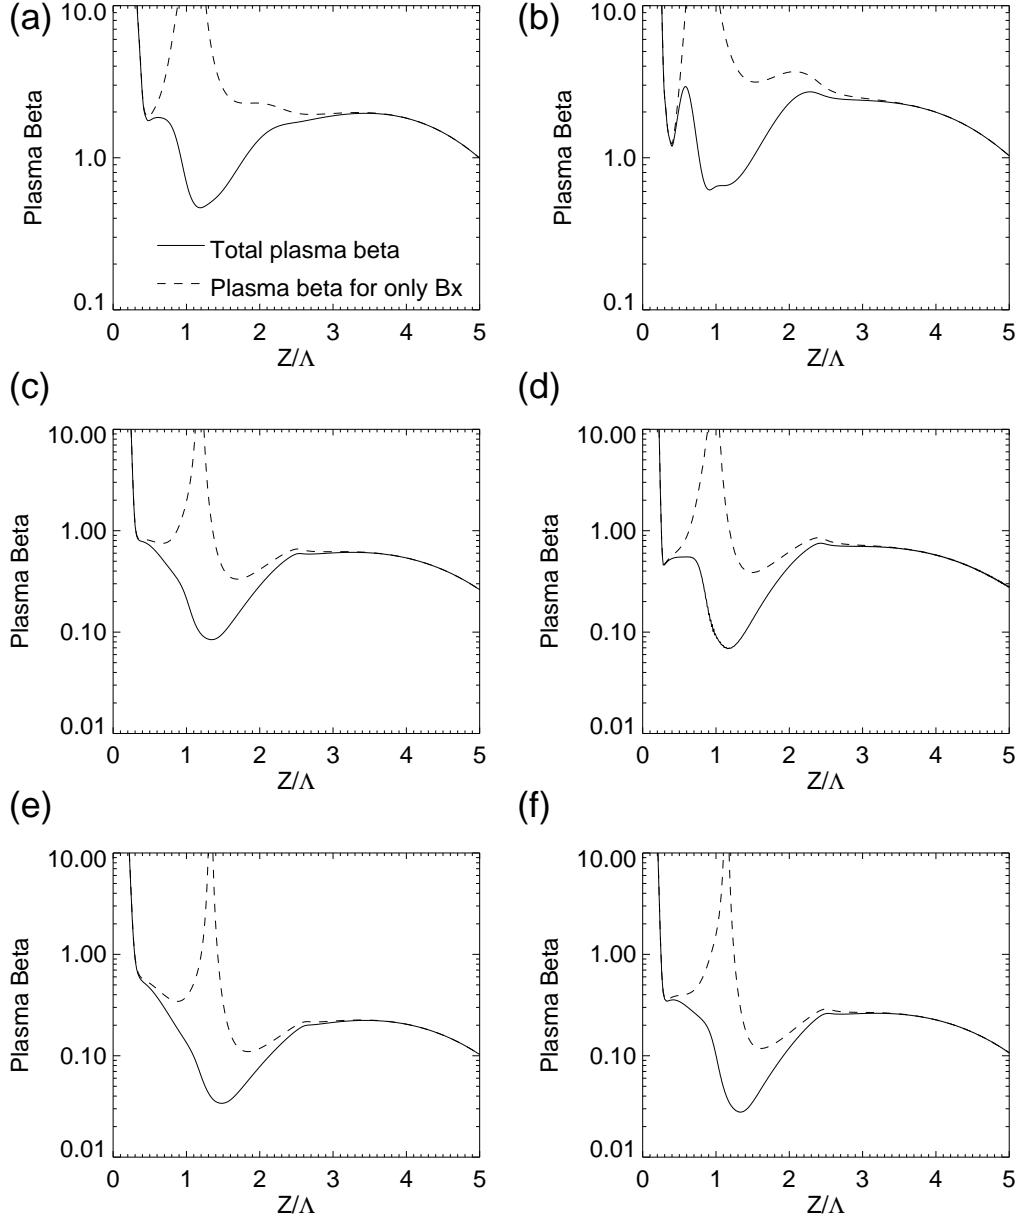 (a)
(b)
10.0
1.0
0.1
Plasma Beta
Total plasma beta
Plasma beta for only Bx
0 1 2 3 4 5
Z/Λ
10.0
1.0
0.1
Plasma Beta
0 1 2 3 4 5
Z/Λ
(c)
(d)
10.00
1.00
0.10
0.01
Plasma Beta
0 1 2 3 4 5
Z/Λ
10.00
1.00
0.10
0.01
Plasma Beta
0 1 2 3 4 5
Z/Λ
(e)
(f)
10.00
1.00
0.10
0.01
Plasma Beta
0 1 2 3 4 5
Z/Λ
10.00
1.00
0.10
0.01
Plasma Beta
0 1 2 3 4 5
Z/Λ